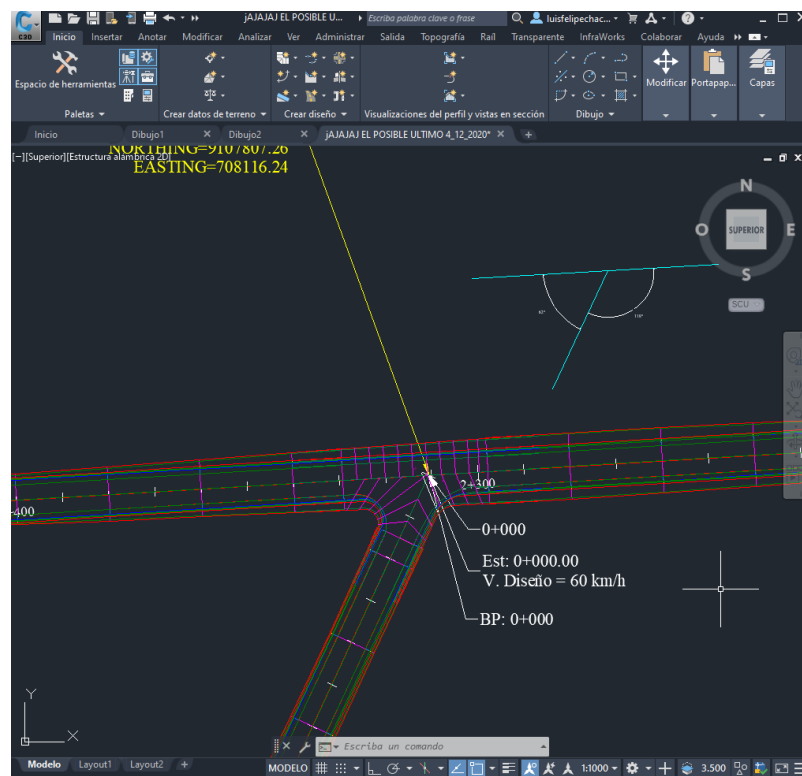 C3D
jAJAJAJ EL POSIBLE U...
Escriba palabra clave o frase
luisfelipechac...
Inicio Insertar Anotar Modificar Analizar Ver Administrar Salida Topografía Raíl Transparente InfraWorks Colaborar Ayuda
Espacio de herramientas
Modificar Portapap... Capas
Paletas Crear datos de terreno Crear diseño Visualizaciones del perfil y vistas en sección Dibujo
Inicio Dibujo1 Dibujo2 jAJAJAJ EL POSIBLE ULTIMO 4_12_2020*
[−][Superior][Estructura alámbrica 2D]
NORTHING=9107807.26
EASTING=708116.24
N
O SUPERIOR E
S
SCU
2+300
-400
0+000
Est: 0+000.00
V. Diseño = 60 km/h
BP: 0+000
Y
X
Escriba un comando
Modelo Layout1 Layout2 +
MODELO 1:1000 3.500